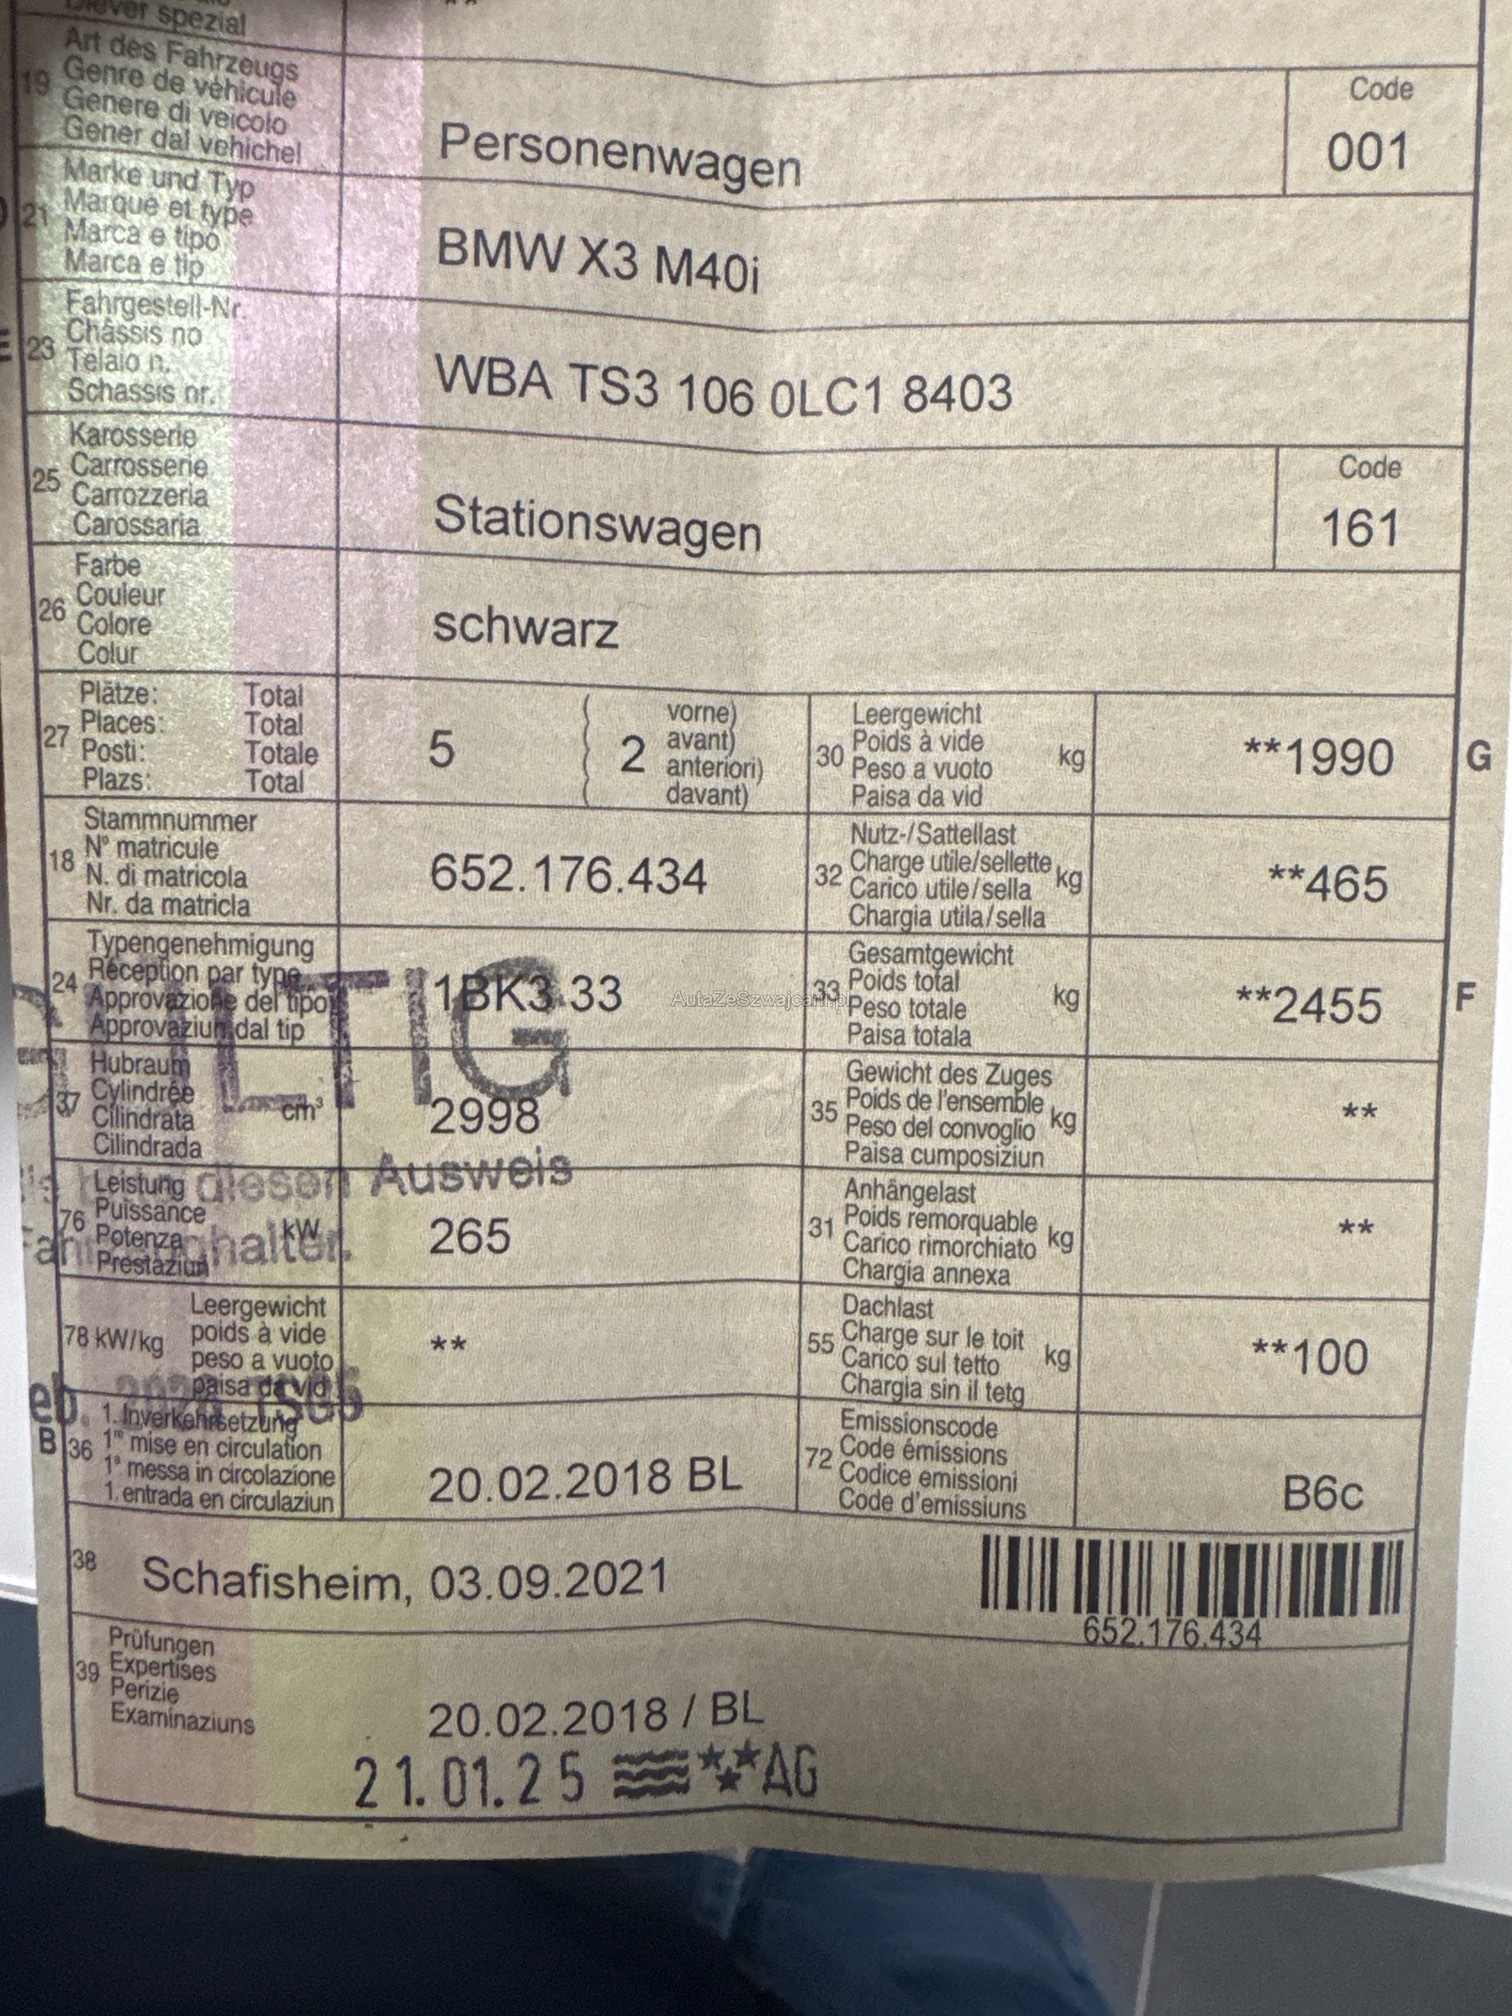 spezial
**
19 Art des Fahrzeugs
Genre de véhicule
Genere di veicolo
Gener dal vehichel
Personenwagen
Code
001
21 Marke und Typ
Marque et type
Marca e tipo
Marca e tip
BMW X3 M40i
23 Fahrgestell-Nr.
Châssis no
Telaio n.
Schassis nr.
WBA TS3 106 0LC1 8403
25 Karosserie
Carrosserie
Carrozzeria
Carossaria
Stationswagen
Code
161
26 Farbe
Couleur
Colore
Colur
schwarz
27 Plätze: Total
Places: Total
Posti: Totale
Plazs: Total
5
2
vorne)
avant)
anteriori)
davant)
30 Leergewicht
Poids à vide
Peso a vuoto
Paisa da vid
kg
**1990
G
18 Stammnummer
N° matricule
N. di matricola
Nr. da matricla
652.176.434
32 Nutz-/Sattellast
Charge utile/sellette
Carico utile/sella
Chargia utila/sella
kg
**465
24 Typengenehmigung
Réception par type
Approvazione del tipo
Approvaziun dal tip
1BK3 33
33 Gesamtgewicht
Poids total
Peso totale
Paisa totala
kg
**2455
F
37 Hubraum
Cylindrée
Cilindrata
Cilindrada
cm³
2998
35 Gewicht des Zuges
Poids de l'ensemble
Peso del convoglio
Paisa cumposiziun
kg
**
diesen Ausweis
76 Leistung
Puissance
Potenza
Prestaziun
kW
265
31 Anhängelast
Poids remorquable
Carico rimorchiato
Chargia annexa
kg
**
78 kW/kg
Leergewicht
poids à vide
peso a vuoto
paisa da vid
**
55 Dachlast
Charge sur le toit
Carico sul tetto
Chargia sin il tetg
kg
**100
B 36 1. Inverkehrsetzung
1re mise en circulation
1a messa in circolazione
1. entrada en circulaziun
20.02.2018 BL
72 Emissionscode
Code émissions
Codice emissioni
Code d'emissiuns
B6c
38 Schafisheim, 03.09.2021
652.176.434
39 Prüfungen
Expertises
Perizie
Examinaziuns
20.02.2018 / BL
21.01.25 AG